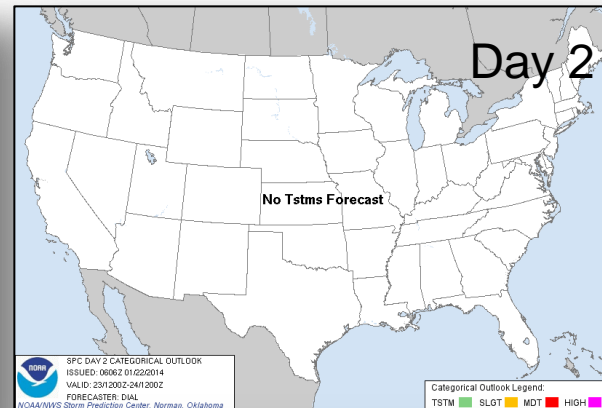 Day 2
No Tstms Forecast
NOAA
SPC DAY 2 CATEGORICAL OUTLOOK
ISSUED: 0606Z 01/22/2014
VALID: 23/1200Z-24/1200Z
FORECASTER: DIAL
NOAA/NWS Storm Prediction Center, Norman, Oklahoma
Categorical Outlook Legend:
TSTM SLGT MDT HIGH